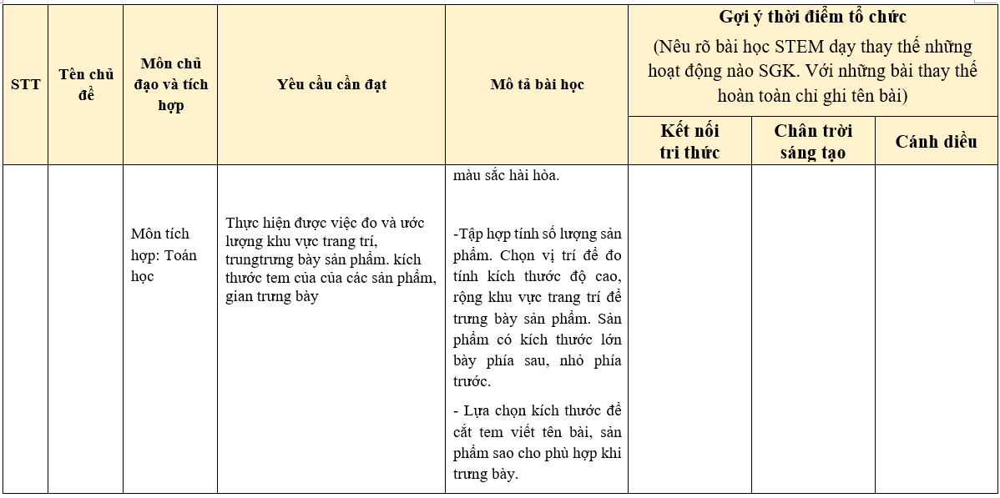 STT
Tên chủ
đề
Môn chủ
đạo và tích
hợp
Yêu cầu cần đạt
Mô tả bài học
Gợi ý thời điểm tổ chức
(Nêu rõ bài học STEM dạy thay thế những
hoạt động nào SGK. Với những bài thay thế
hoàn toàn chỉ ghi tên bài)
Kết nối
tri thức
Chân trời
sáng tạo
Cánh diều
Môn tích
hợp: Toán
học
Thực hiện được việc đo và ước
lượng khu vực trang trí,
trungtrưng bày sản phẩm. kích
thước tem của của các sản phẩm,
gian trưng bày
màu sắc hài hòa.
-Tập hợp tính số lượng sản
phẩm. Chọn vị trí để đo
tính kích thước độ cao,
rộng khu vực trang trí để
trưng bày sản phẩm. Sản
phẩm có kích thước lớn
bày phía sau, nhỏ phía
trước.
- Lựa chọn kích thước để
cắt tem viết tên bài, sản
phẩm sao cho phù hợp khi
trưng bày.